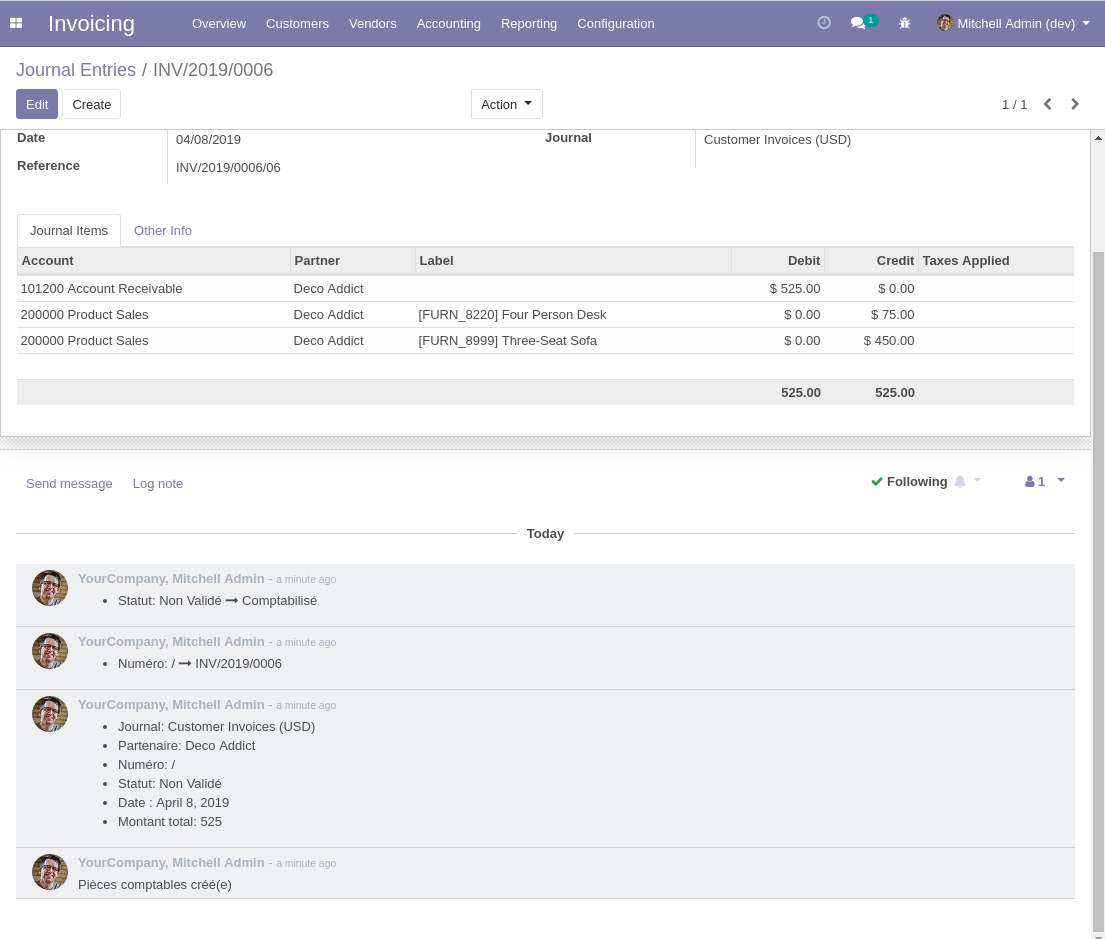 Invoicing Overview Customers Vendors Accounting Reporting Configuration 1 Mitchell Admin (dev)
Journal Entries / INV/2019/0006
Edit Create Action 1 / 1
Date 04/08/2019 Journal Customer Invoices (USD)
Reference INV/2019/0006/06
Journal Items Other Info
Account Partner Label Debit Credit Taxes Applied
101200 Account Receivable Deco Addict $ 525.00 $ 0.00
200000 Product Sales Deco Addict [FURN_8220] Four Person Desk $ 0.00 $ 75.00
200000 Product Sales Deco Addict [FURN_8999] Three-Seat Sofa $ 0.00 $ 450.00
525.00 525.00
Send message Log note Following 1
Today
YourCompany, Mitchell Admin - a minute ago
• Statut: Non Validé → Comptabilisé
YourCompany, Mitchell Admin - a minute ago
• Numéro: / → INV/2019/0006
YourCompany, Mitchell Admin - a minute ago
• Journal: Customer Invoices (USD)
• Partenaire: Deco Addict
• Numéro: /
• Statut: Non Validé
• Date : April 8, 2019
• Montant total: 525
YourCompany, Mitchell Admin - a minute ago
Pièces comptables créé(e)